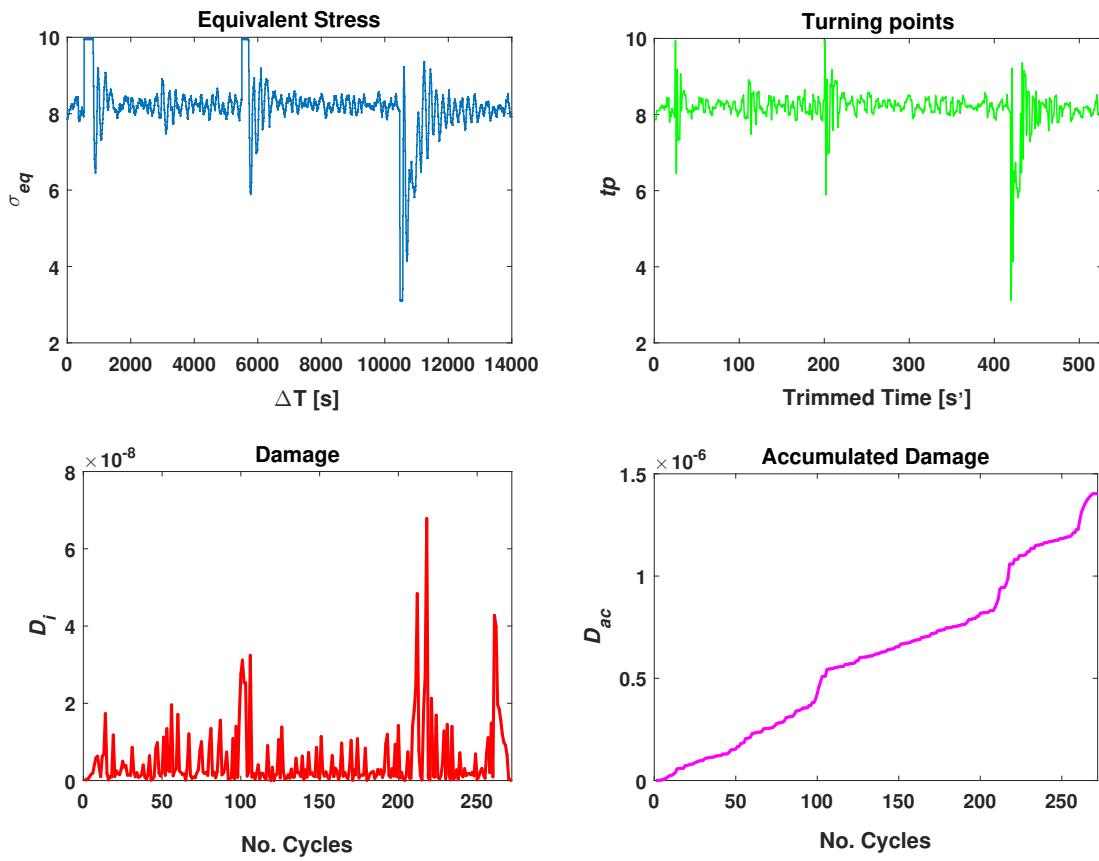 Equivalent Stress
10
8
6
4
2
σeq
0 2000 4000 6000 8000 10000 12000 14000
ΔT [s]
Turning points
10
8
6
4
2
tp
0 100 200 300 400 500
Trimmed Time [s']
Damage
×10-8
8
6
4
2
0
Di
0 50 100 150 200 250
No. Cycles
Accumulated Damage
×10-6
1.5
1
0.5
0
Dac
0 50 100 150 200 250
No. Cycles